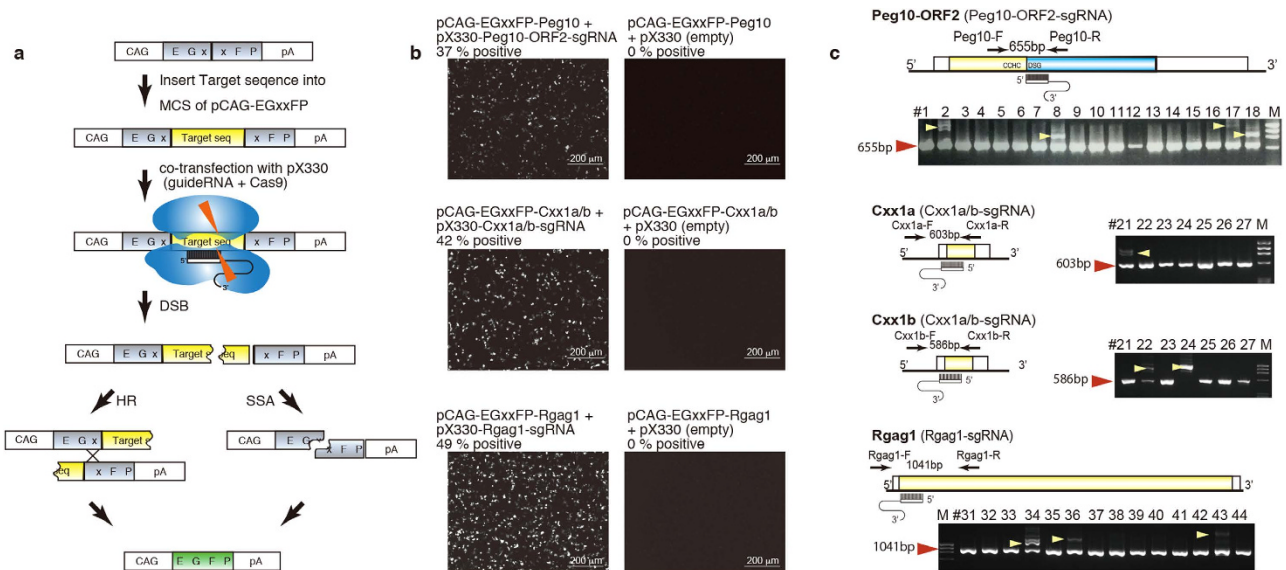 a
CAG E G x x F P pA
Insert Target seqence into
MCS of pCAG-EGxxFP
CAG E G x Target seq x F P pA
co-transfection with pX330
(guideRNA + Cas9)
CAG E G x Target seq x F P pA
5'
3'
DSB
CAG E G x Target seq x F P pA
HR
SSA
CAG E G x Target
eq x F P pA
CAG E G x F P pA
CAG E G F P pA
b
pCAG-EGxxFP-Peg10 +
pX330-Peg10-ORF2-sgRNA
37 % positive
200 µm
pCAG-EGxxFP-Peg10
+ pX330 (empty)
0 % positive
200 µm
pCAG-EGxxFP-Cxx1a/b +
pX330-Cxx1a/b-sgRNA
42 % positive
200 µm
pCAG-EGxxFP-Cxx1a/b
+ pX330 (empty)
0 % positive
200 µm
pCAG-EGxxFP-Rgag1 +
pX330-Rgag1-sgRNA
49 % positive
200 µm
pCAG-EGxxFP-Rgag1
+ pX330 (empty)
0 % positive
200 µm
c
Peg10-ORF2 (Peg10-ORF2-sgRNA)
Peg10-F 655bp Peg10-R
5' CCHC DSG 3'
5'
3'
#1 2 3 4 5 6 7 8 9 10 11 12 13 14 15 16 17 18 M
655bp
Cxx1a (Cxx1a/b-sgRNA)
Cxx1a-F Cxx1a-R
603bp
5' 3'
5'
3'
#21 22 23 24 25 26 27 M
603bp
Cxx1b (Cxx1a/b-sgRNA)
Cxx1b-F Cxx1b-R
586bp
5' 3'
5'
3'
#21 22 23 24 25 26 27 M
586bp
Rgag1 (Rgag1-sgRNA)
Rgag1-F 1041bp Rgag1-R
5' 3'
5'
3'
M #31 32 33 34 35 36 37 38 39 40 41 42 43 44
1041bp